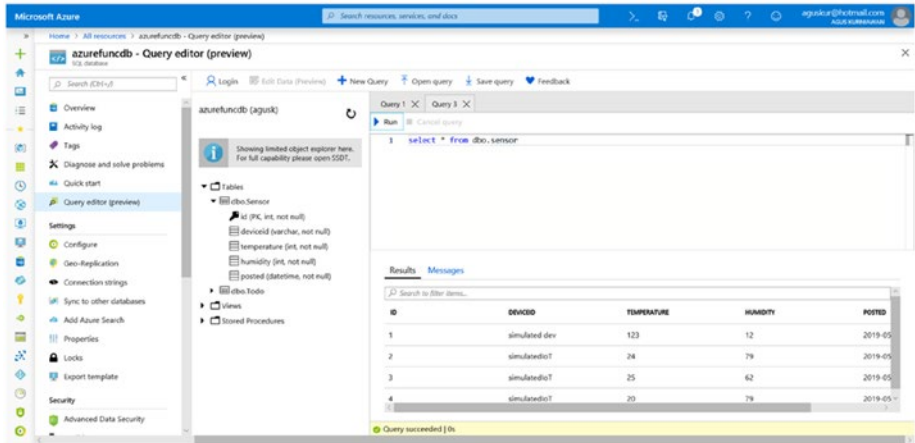 Microsoft Azure
Search resources, services, and docs
aguskur@hotmail.com
AGUS KURNIAWAN
Home > All resources > azurefuncdb - Query editor (preview)
azurefuncdb - Query editor (preview)
SQL database
Search (Ctrl+/)
Overview
Activity log
Tags
Diagnose and solve problems
Quick start
Query editor (preview)
Settings
Configure
Geo-Replication
Connection strings
Sync to other databases
Add Azure Search
Properties
Locks
Export template
Security
Advanced Data Security
Login
Edit Data (Preview)
New Query
Open query
Save query
Feedback
azurefuncdb (agusk)
Showing limited object explorer here.
For full capability please open SSDT.
Tables
dbo.Sensor
id (PK, int, not null)
deviceid (varchar, not null)
temperature (int, not null)
humidity (int, not null)
posted (datetime, not null)
dbo.Todo
Views
Stored Procedures
Query 1 Query 3
Run Cancel query
1 select * from dbo.sensor
Results Messages
Search to filter items...
ID DEVICEID TEMPERATURE HUMIDITY POSTED
1 simulated dev 123 12 2019-05
2 simulatedIoT 24 79 2019-05
3 simulatedIoT 25 62 2019-05
4 simulatedIoT 20 79 2019-05
Query succeeded | 0s